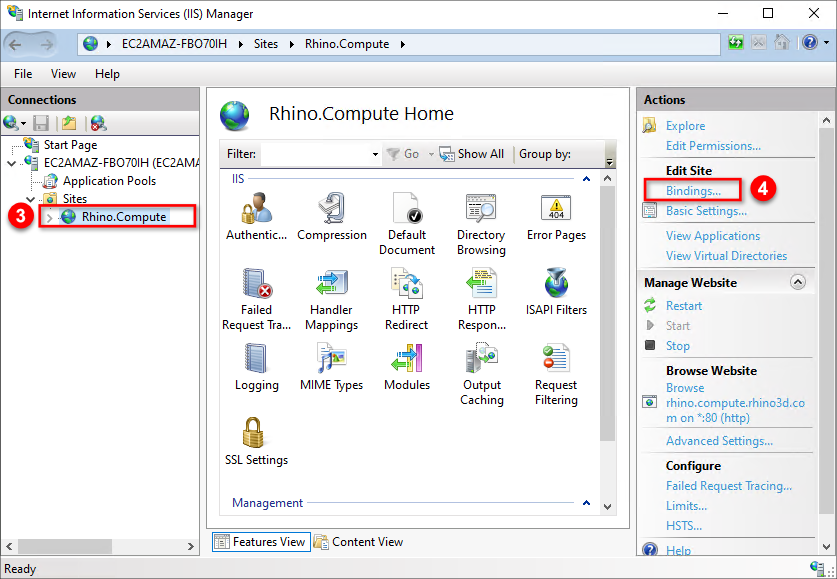 Internet Information Services (IIS) Manager
EC2AMAZ-FBO70IH
Sites
Rhino.Compute
File
View
Help
Connections
Start Page
EC2AMAZ-FBO70IH (EC2AMA
Application Pools
Sites
3
Rhino.Compute
Rhino.Compute Home
Filter:
Go
Show All
Group by:
IIS
Authentic...
Compression
Default
Document
Directory
Browsing
404
Error Pages
Failed
Request Tra...
Handler
Mappings
HTTP
Redirect
HTTP
Respon...
ISAPI Filters
Logging
MIME Types
Modules
Output
Caching
Request
Filtering
SSL Settings
Management
Features View
Content View
Actions
Explore
Edit Permissions...
Edit Site
Bindings...
4
Basic Settings...
View Applications
View Virtual Directories
Manage Website
Restart
Start
Stop
Browse Website
Browse
rhino.compute.rhino3d.co
m on *:80 (http)
Advanced Settings...
Configure
Failed Request Tracing...
Limits...
HSTS...
Help
Ready